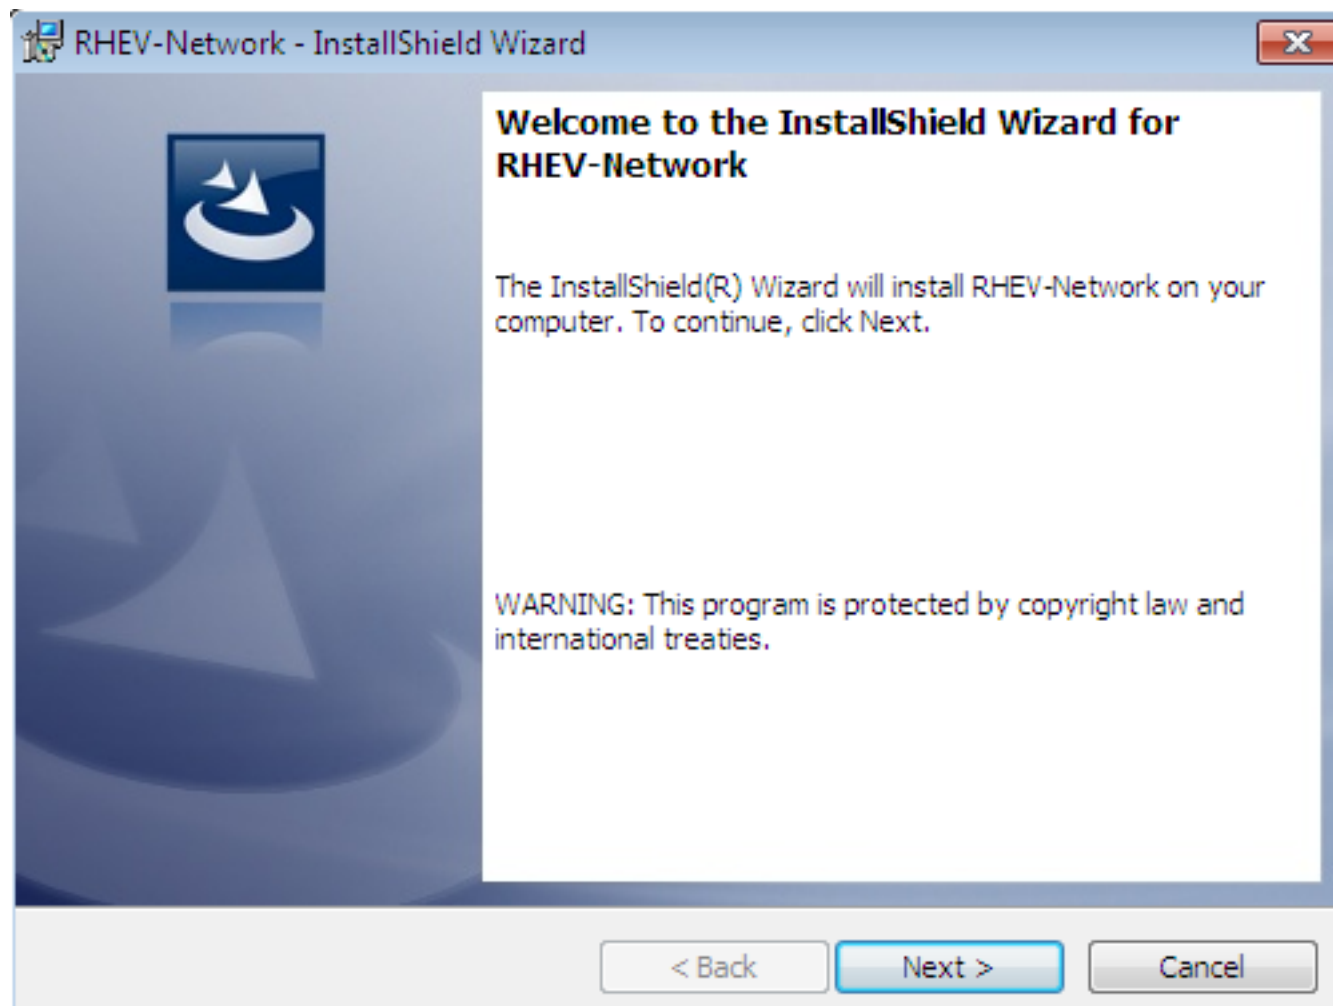 RHEV-Network - InstallShield Wizard
Welcome to the InstallShield Wizard for
RHEV-Network
The InstallShield(R) Wizard will install RHEV-Network on your
computer. To continue, click Next.
WARNING: This program is protected by copyright law and
international treaties.
< Back
Next >
Cancel